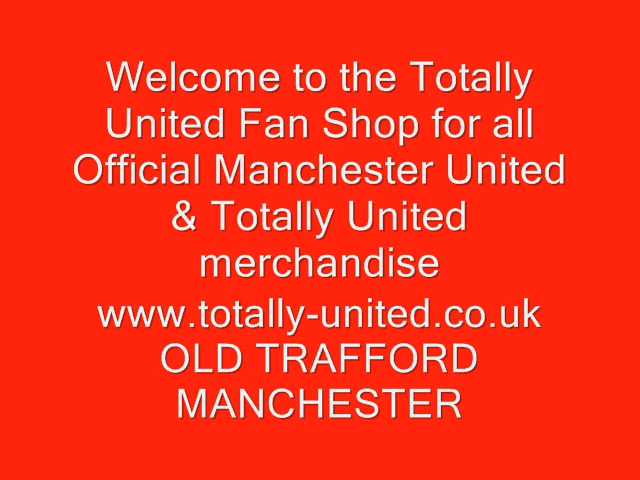 Welcome to the Totally
United Fan Shop for all
Official Manchester United
& Totally United
merchandise
www.totally-united.co.uk
OLD TRAFFORD
MANCHESTER